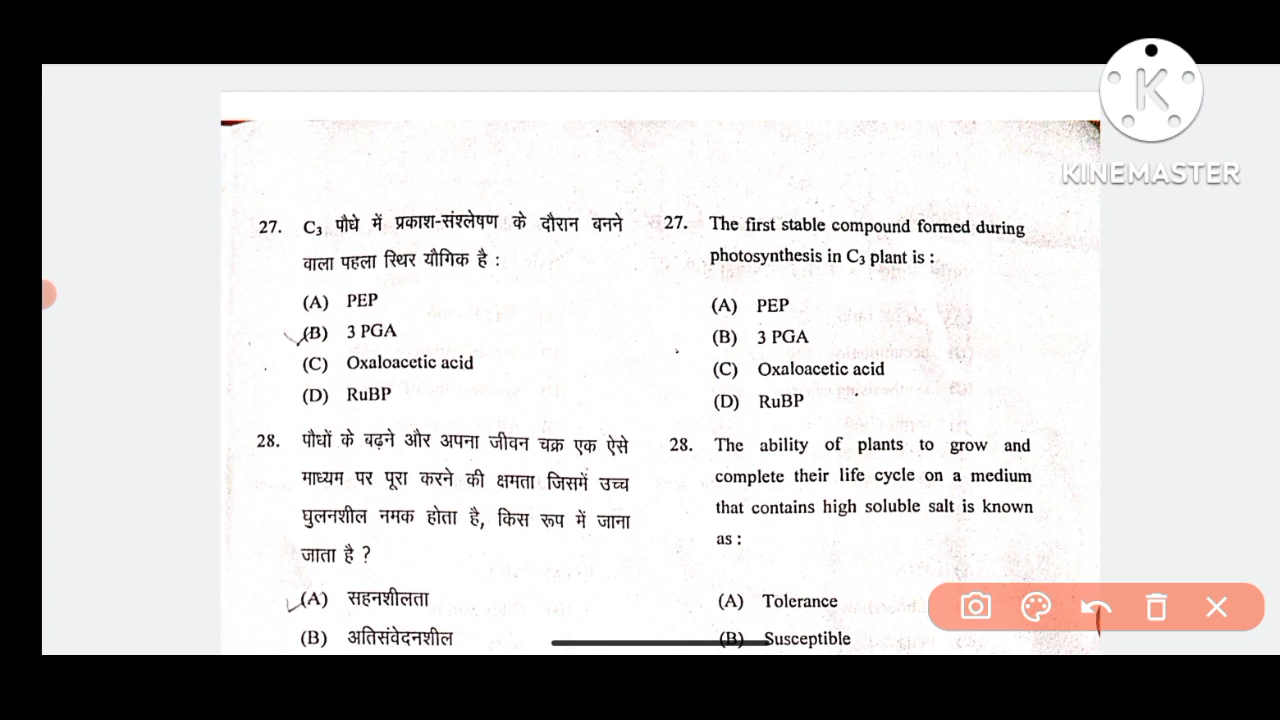 KINEMASTER
27. C3 पौधे में प्रकाश-संश्लेषण के दौरान बनने
वाला पहला स्थिर यौगिक है :
(A) PEP
(B) 3 PGA
(C) Oxaloacetic acid
(D) RuBP
28. पौधों के बढ़ने और अपना जीवन चक्र एक ऐसे
माध्यम पर पूरा करने की क्षमता जिसमें उच्च
घुलनशील नमक होता है, किस रूप में जाना
जाता है ?
(A) सहनशीलता
(B) अतिसंवेदनशील
27. The first stable compound formed during
photosynthesis in C3 plant is :
(A) PEP
(B) 3 PGA
(C) Oxaloacetic acid
(D) RuBP
28. The ability of plants to grow and
complete their life cycle on a medium
that contains high soluble salt is known
as :
(A) Tolerance
(B) Susceptible